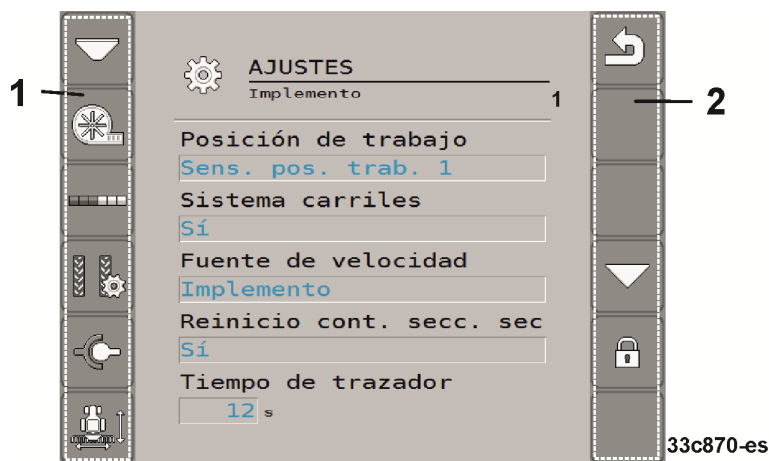 AJUSTES
Implemento
1
1
2
Posición de trabajo
Sens. pos. trab. 1
Sistema carriles
Sí
Fuente de velocidad
Implemento
Reinicio cont. secc. sec
Sí
Tiempo de trazador
12 s
33c870-es